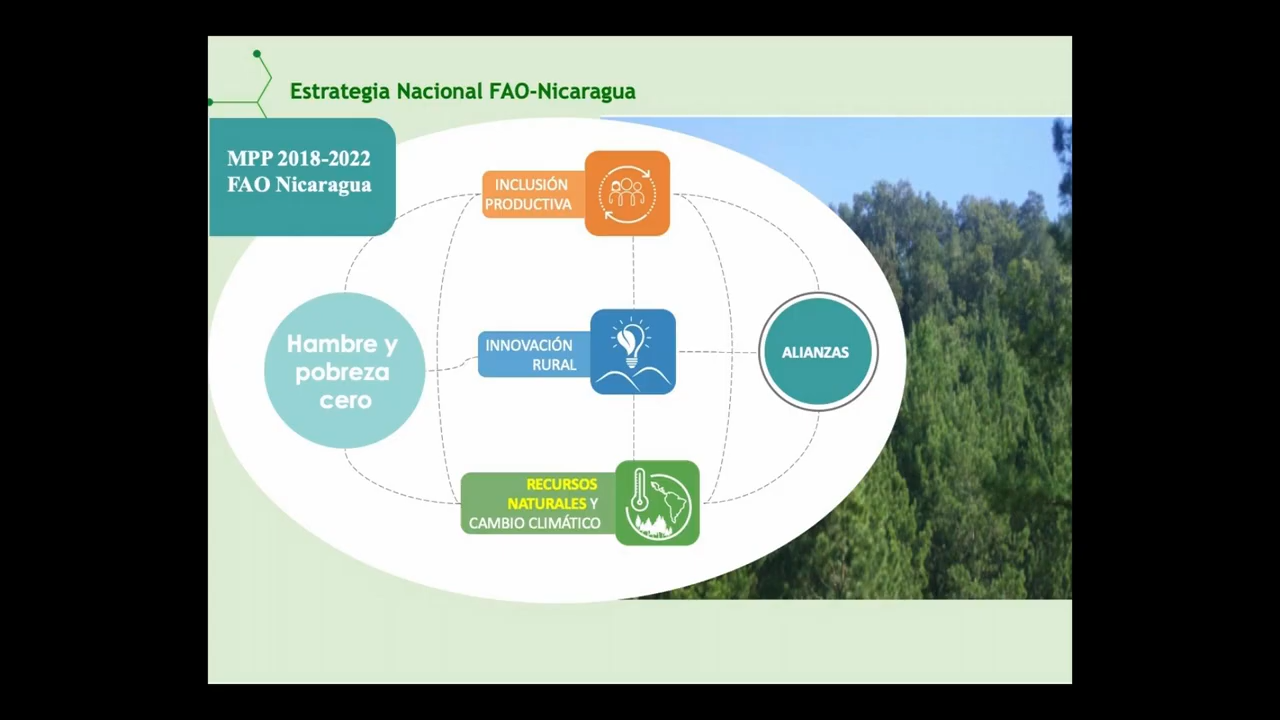 Estrategia Nacional FAO-Nicaragua
MPP 2018-2022
FAO Nicaragua
INCLUSIÓN
PRODUCTIVA
Hambre y
pobreza
cero
INNOVACIÓN
RURAL
ALIANZAS
RECURSOS
NATURALES Y
CAMBIO CLIMÁTICO